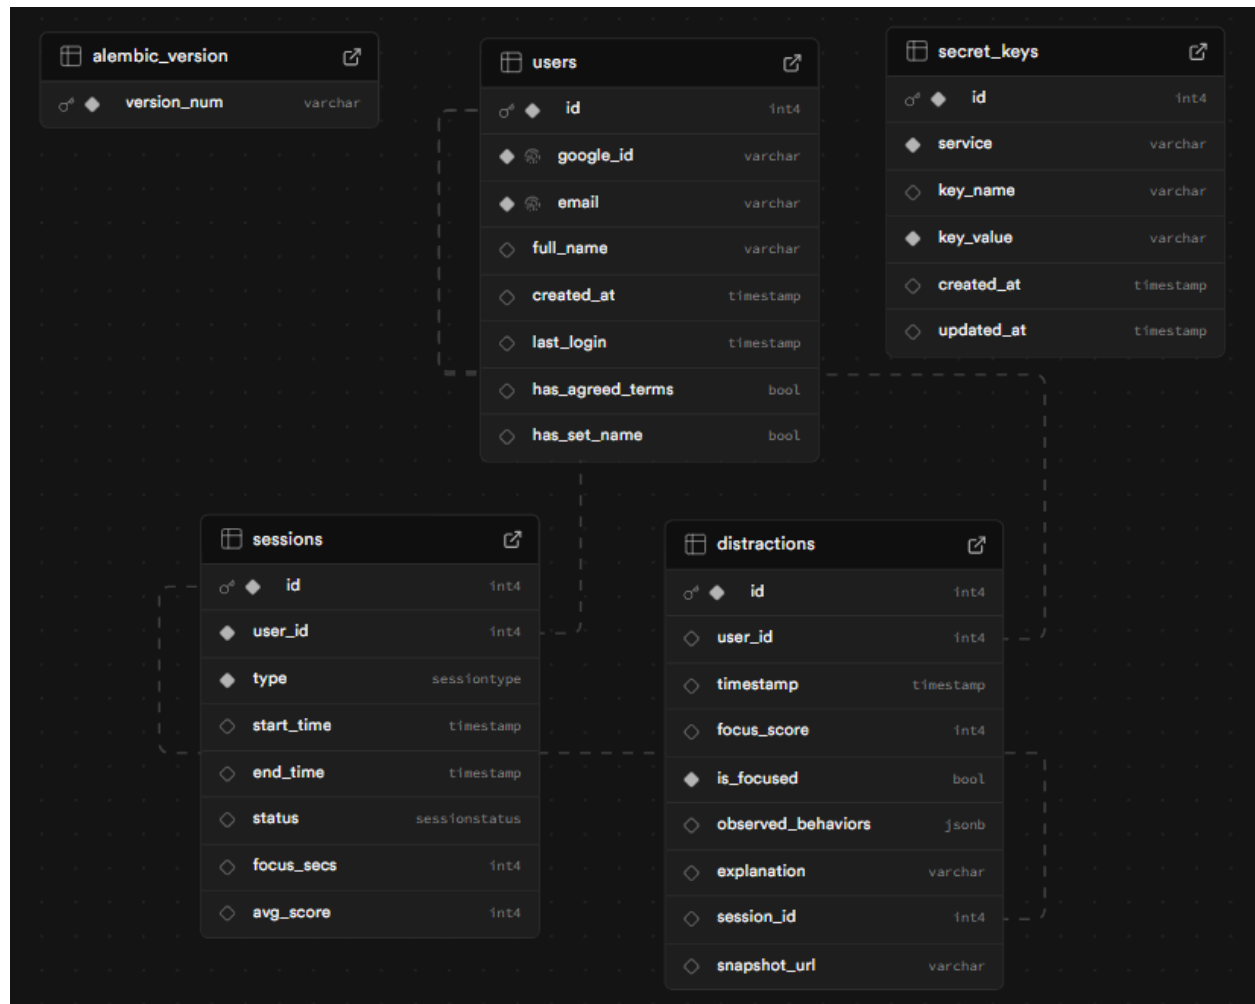 alembic_version
version_num varchar
users
id int4
google_id varchar
email varchar
full_name varchar
created_at timestamp
last_login timestamp
has_agreed_terms bool
has_set_name bool
secret_keys
id int4
service varchar
key_name varchar
key_value varchar
created_at timestamp
updated_at timestamp
sessions
id int4
user_id int4
type sessiontype
start_time timestamp
end_time timestamp
status sessionstatus
focus_secs int4
avg_score int4
distractions
id int4
user_id int4
timestamp timestamp
focus_score int4
is_focused bool
observed_behaviors jsonb
explanation varchar
session_id int4
snapshot_url varchar